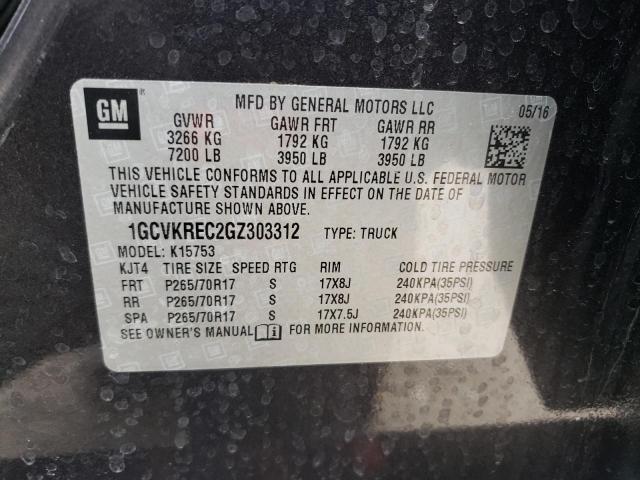 GM
MFD BY GENERAL MOTORS LLC 05/16
GVWR GAWR FRT GAWR RR
3266 KG 1792 KG 1792 KG
7200 LB 3950 LB 3950 LB
THIS VEHICLE CONFORMS TO ALL APPLICABLE U.S. FEDERAL MOTOR
VEHICLE SAFETY STANDARDS IN EFFECT ON THE DATE OF
MANUFACTURE SHOWN ABOVE.
1GCVKREC2GZ303312 TYPE: TRUCK
MODEL: K15753
KJT4 TIRE SIZE SPEED RTG RIM COLD TIRE PRESSURE
FRT P265/70R17 S 17X8J 240KPA(35PSI)
RR P265/70R17 S 17X8J 240KPA(35PSI)
SPA P265/70R17 S 17X7.5J 240KPA(35PSI)
SEE OWNER'S MANUAL FOR MORE INFORMATION.